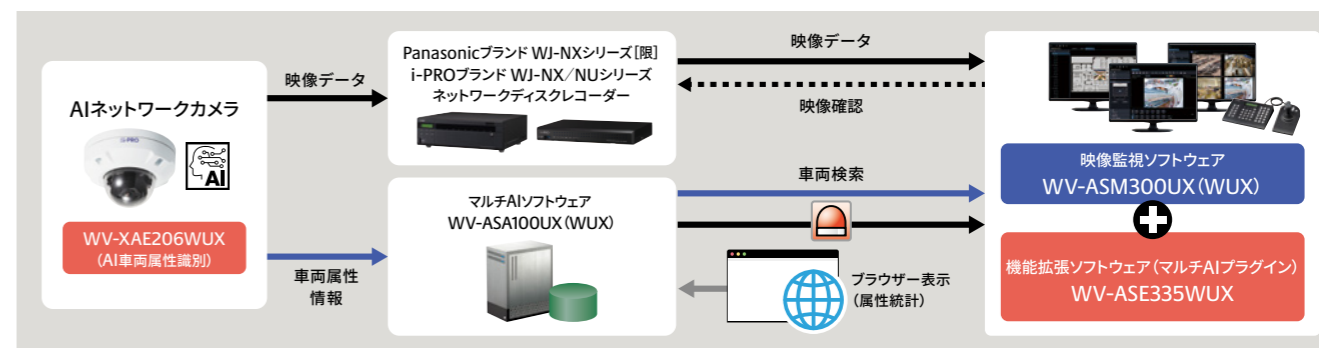 AIネットワークカメラ
i-PRO
AI
WV-XAE206WUX
（AI車両属性識別）
映像データ
車両属性
情報
Panasonicブランド WJ-NXシリーズ[限]
i-PROブランド WJ-NX／NUシリーズ
ネットワークディスクレコーダー
マルチAIソフトウェア
WV-ASA100UX（WUX）
映像データ
映像確認
車両検索
ブラウザー表示
（属性統計）
映像監視ソフトウェア
WV-ASM300UX（WUX）
機能拡張ソフトウェア（マルチAIプラグイン）
WV-ASE335WUX